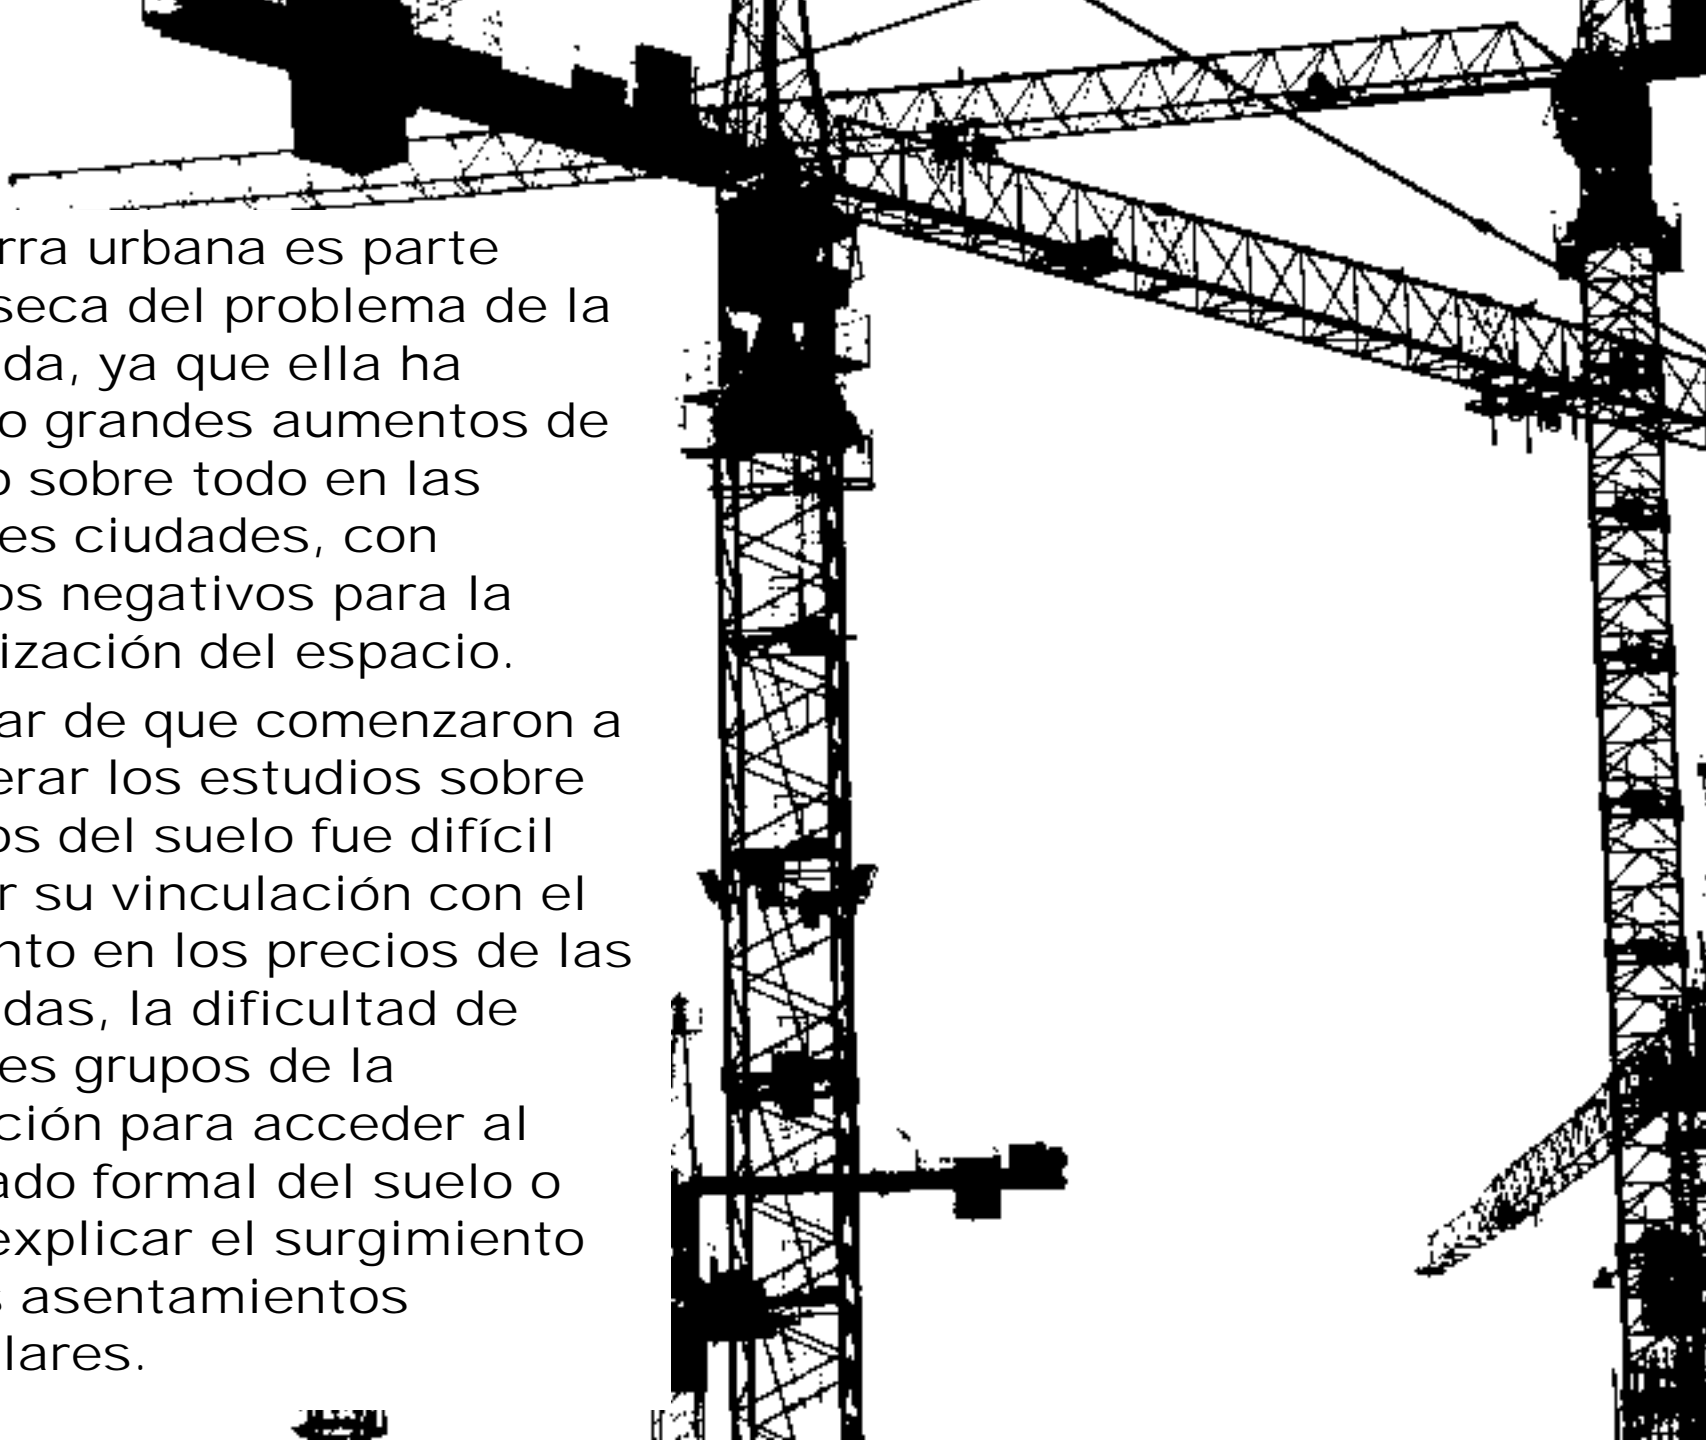 rra urbana es parte
seca del problema de la
da, ya que ella ha
o grandes aumentos de
o sobre todo en las
es ciudades, con
os negativos para la
ización del espacio.
ar de que comenzaron a
erar los estudios sobre
os del suelo fue difícil
r su vinculación con el
nto en los precios de las
das, la dificultad de
es grupos de la
ción para acceder al
ado formal del suelo o
explicar el surgimiento
s asentamientos
lares.